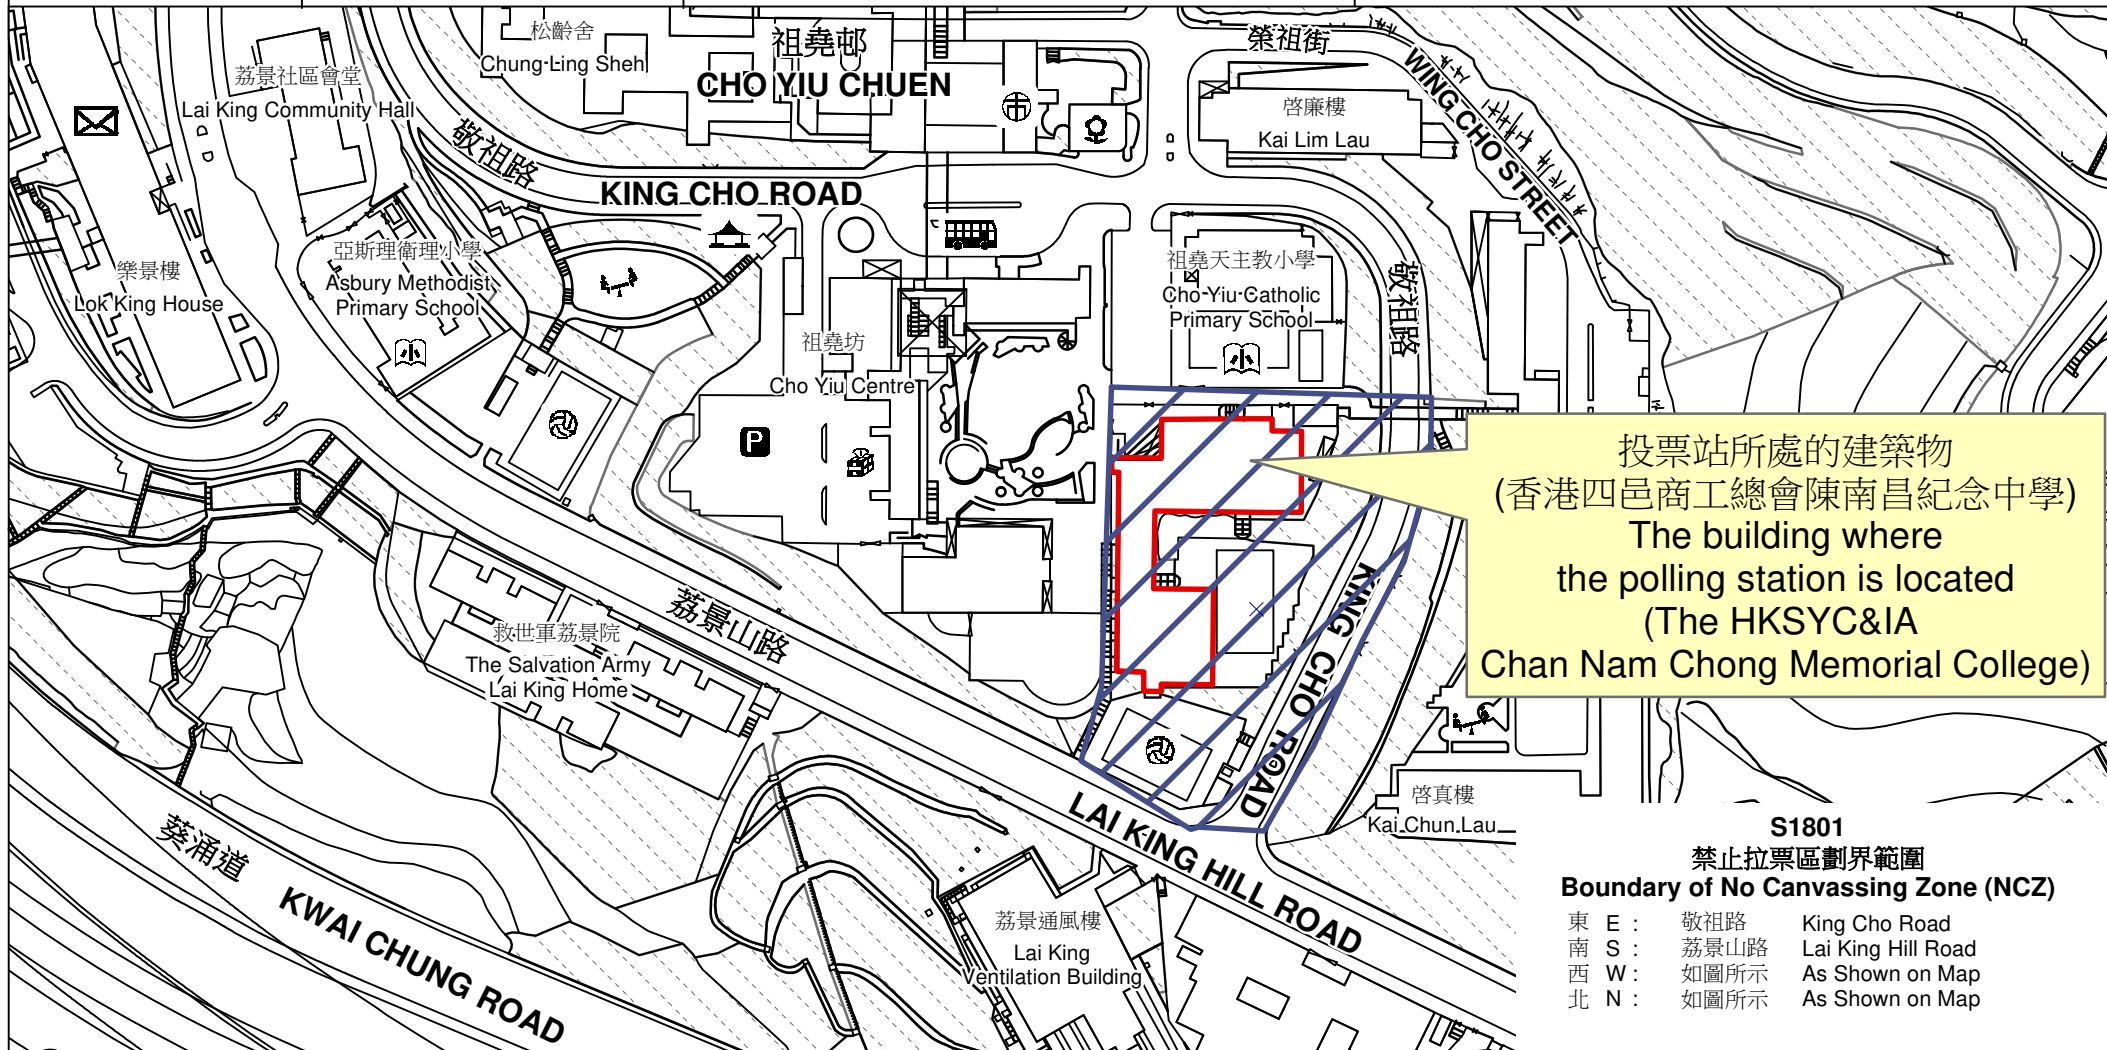 松齡舍
Chung Ling Sheh
祖堯邨
CHO YIU CHUEN
榮祖街
WING CHO STREET
荔景社區會堂
Lai King Community Hall
啓廉樓
Kai Lim Lau
敬祖路
KING CHO ROAD
樂景樓
Lok King House
亞斯理衞理小學
Asbury Methodist
Primary School
小
祖堯天主教小學
Cho Yiu Catholic
Primary School
小
敬祖路
祖堯坊
Cho Yiu Centre
P
市
投票站所處的建築物
(香港四邑商工總會陳南昌紀念中學)
The building where
the polling station is located
(The HKSYC&IA
Chan Nam Chong Memorial College)
荔景山路
救世軍荔景院
The Salvation Army
Lai King Home
KING CHO ROAD
LAI KING HILL ROAD
啓真樓
Kai Chun Lau
葵涌道
KWAI CHUNG ROAD
荔景通風樓
Lai King
Ventilation Building
S1801
禁止拉票區劃界範圍
Boundary of No Canvassing Zone (NCZ)
東 E : 敬祖路 King Cho Road
南 S : 荔景山路 Lai King Hill Road
西 W : 如圖所示 As Shown on Map
北 N : 如圖所示 As Shown on Map